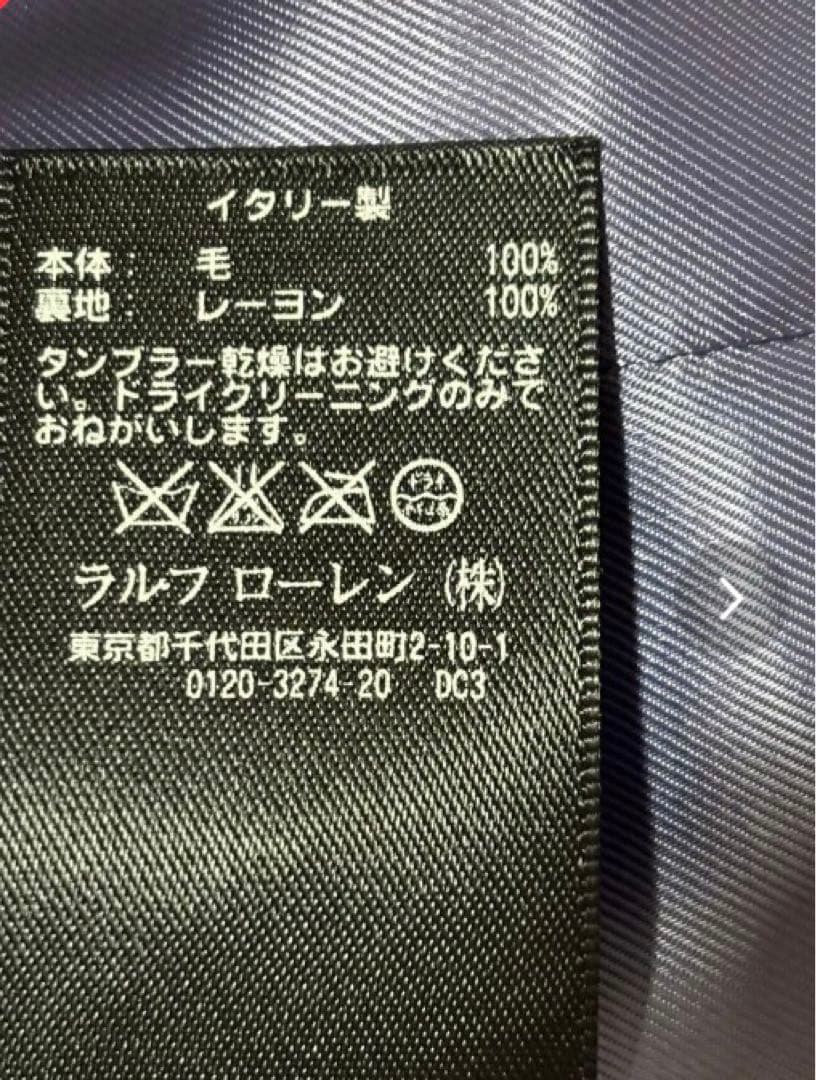 イタリー製
本体： 毛 100%
裏地： レーヨン 100%
タンブラー乾燥はお避けくださ
い。ドライクリーニングのみで
おねがいします。
ラルフ ローレン (株)
東京都千代田区永田町2-10-1
0120-3274-20 DC3